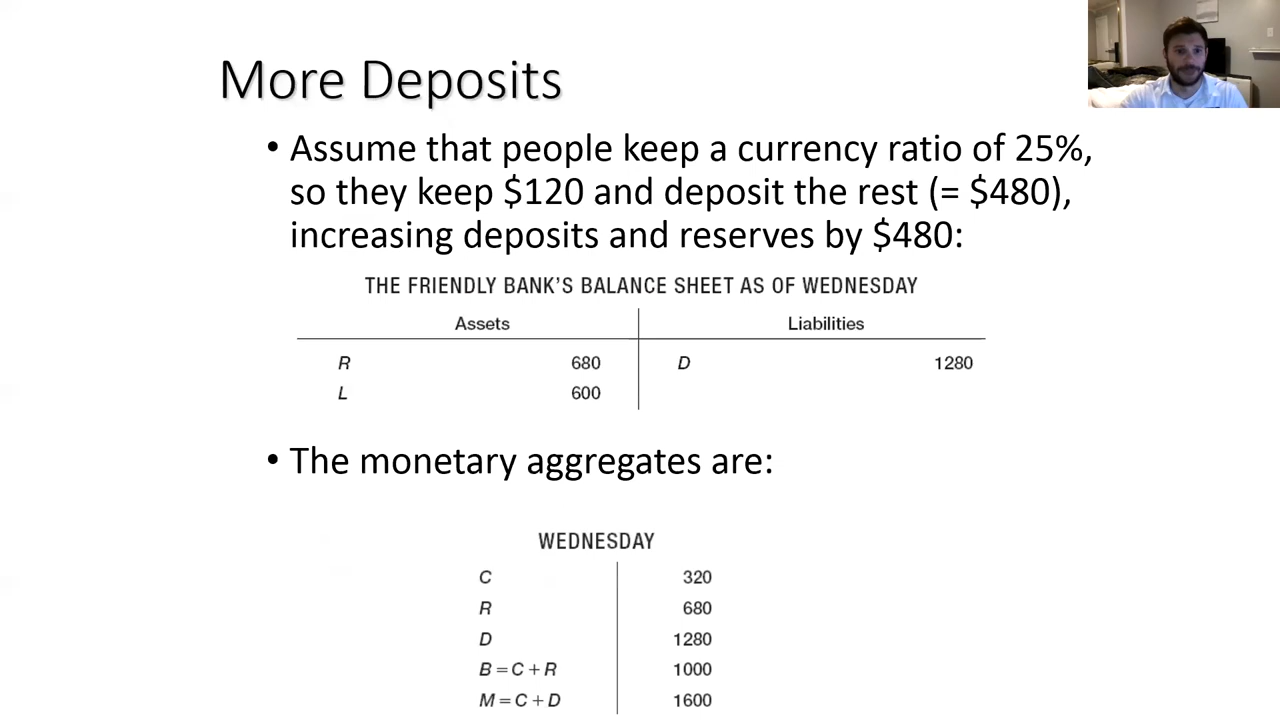 More Deposits
• Assume that people keep a currency ratio of 25%,
so they keep $120 and deposit the rest (= $480),
increasing deposits and reserves by $480:
THE FRIENDLY BANK'S BALANCE SHEET AS OF WEDNESDAY
Assets Liabilities
R 680 D 1280
L 600
• The monetary aggregates are:
WEDNESDAY
C 320
R 680
D 1280
B = C + R 1000
M = C + D 1600